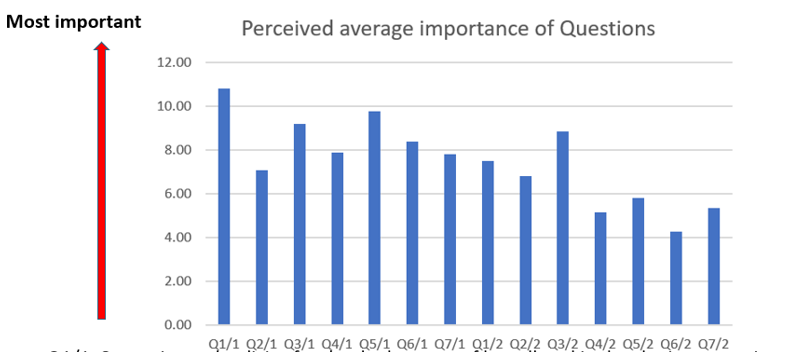 Most important
Perceived average importance of Questions
12.00
10.00
8.00
6.00
4.00
2.00
0.00
Q1/1 Q2/1 Q3/1 Q4/1 Q5/1 Q6/1 Q7/1 Q1/2 Q2/2 Q3/2 Q4/2 Q5/2 Q6/2 Q7/2